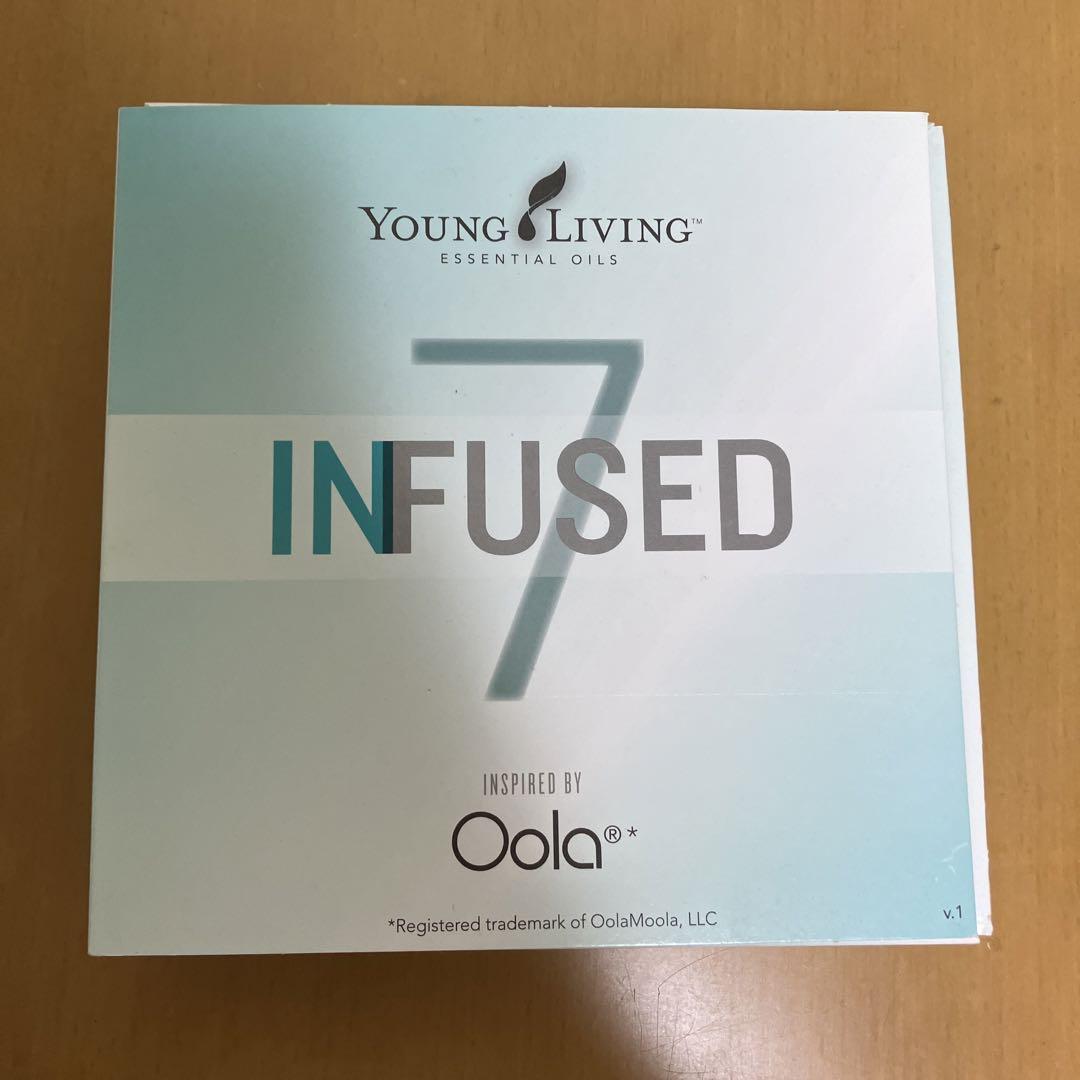 YOUNG LIVING™
ESSENTIAL OILS
7
INFUSED
INSPIRED BY
Oola®*
*Registered trademark of OolaMoola, LLC
v.1